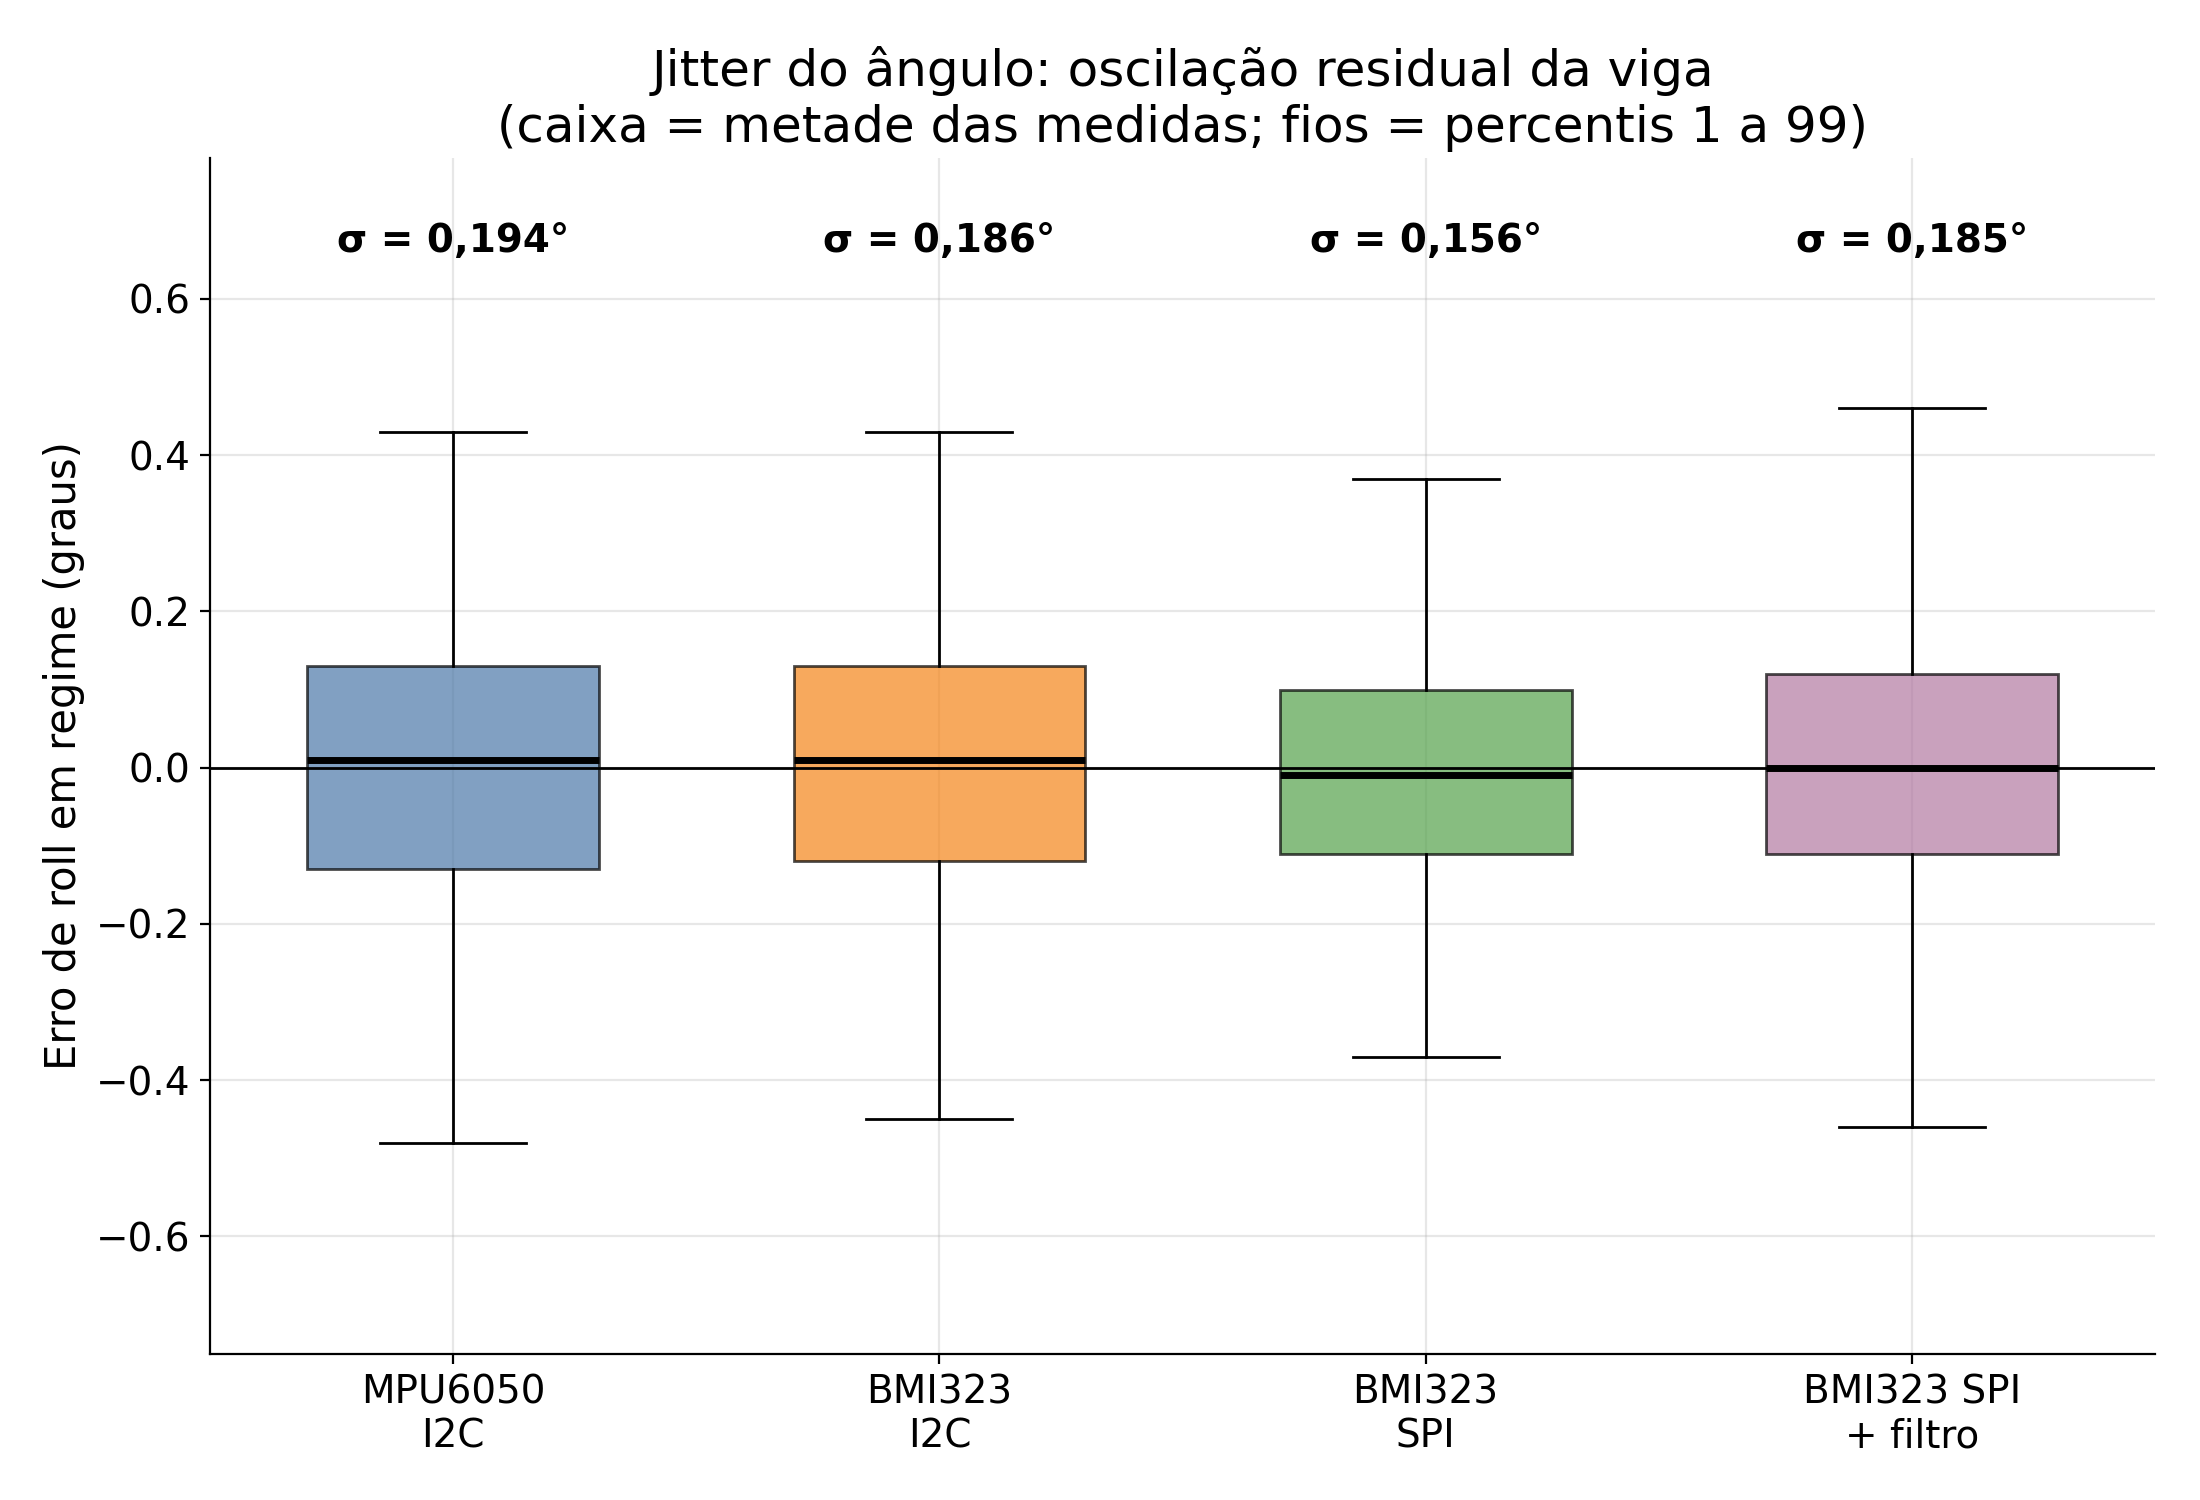 Jitter do ângulo: oscilação residual da viga
(caixa = metade das medidas; fios = percentis 1 a 99)
σ = 0,194°
σ = 0,186°
σ = 0,156°
σ = 0,185°
Erro de roll em regime (graus)
0.6
0.4
0.2
0.0
−0.2
−0.4
−0.6
MPU6050
I2C
BMI323
I2C
BMI323
SPI
BMI323 SPI
+ filtro